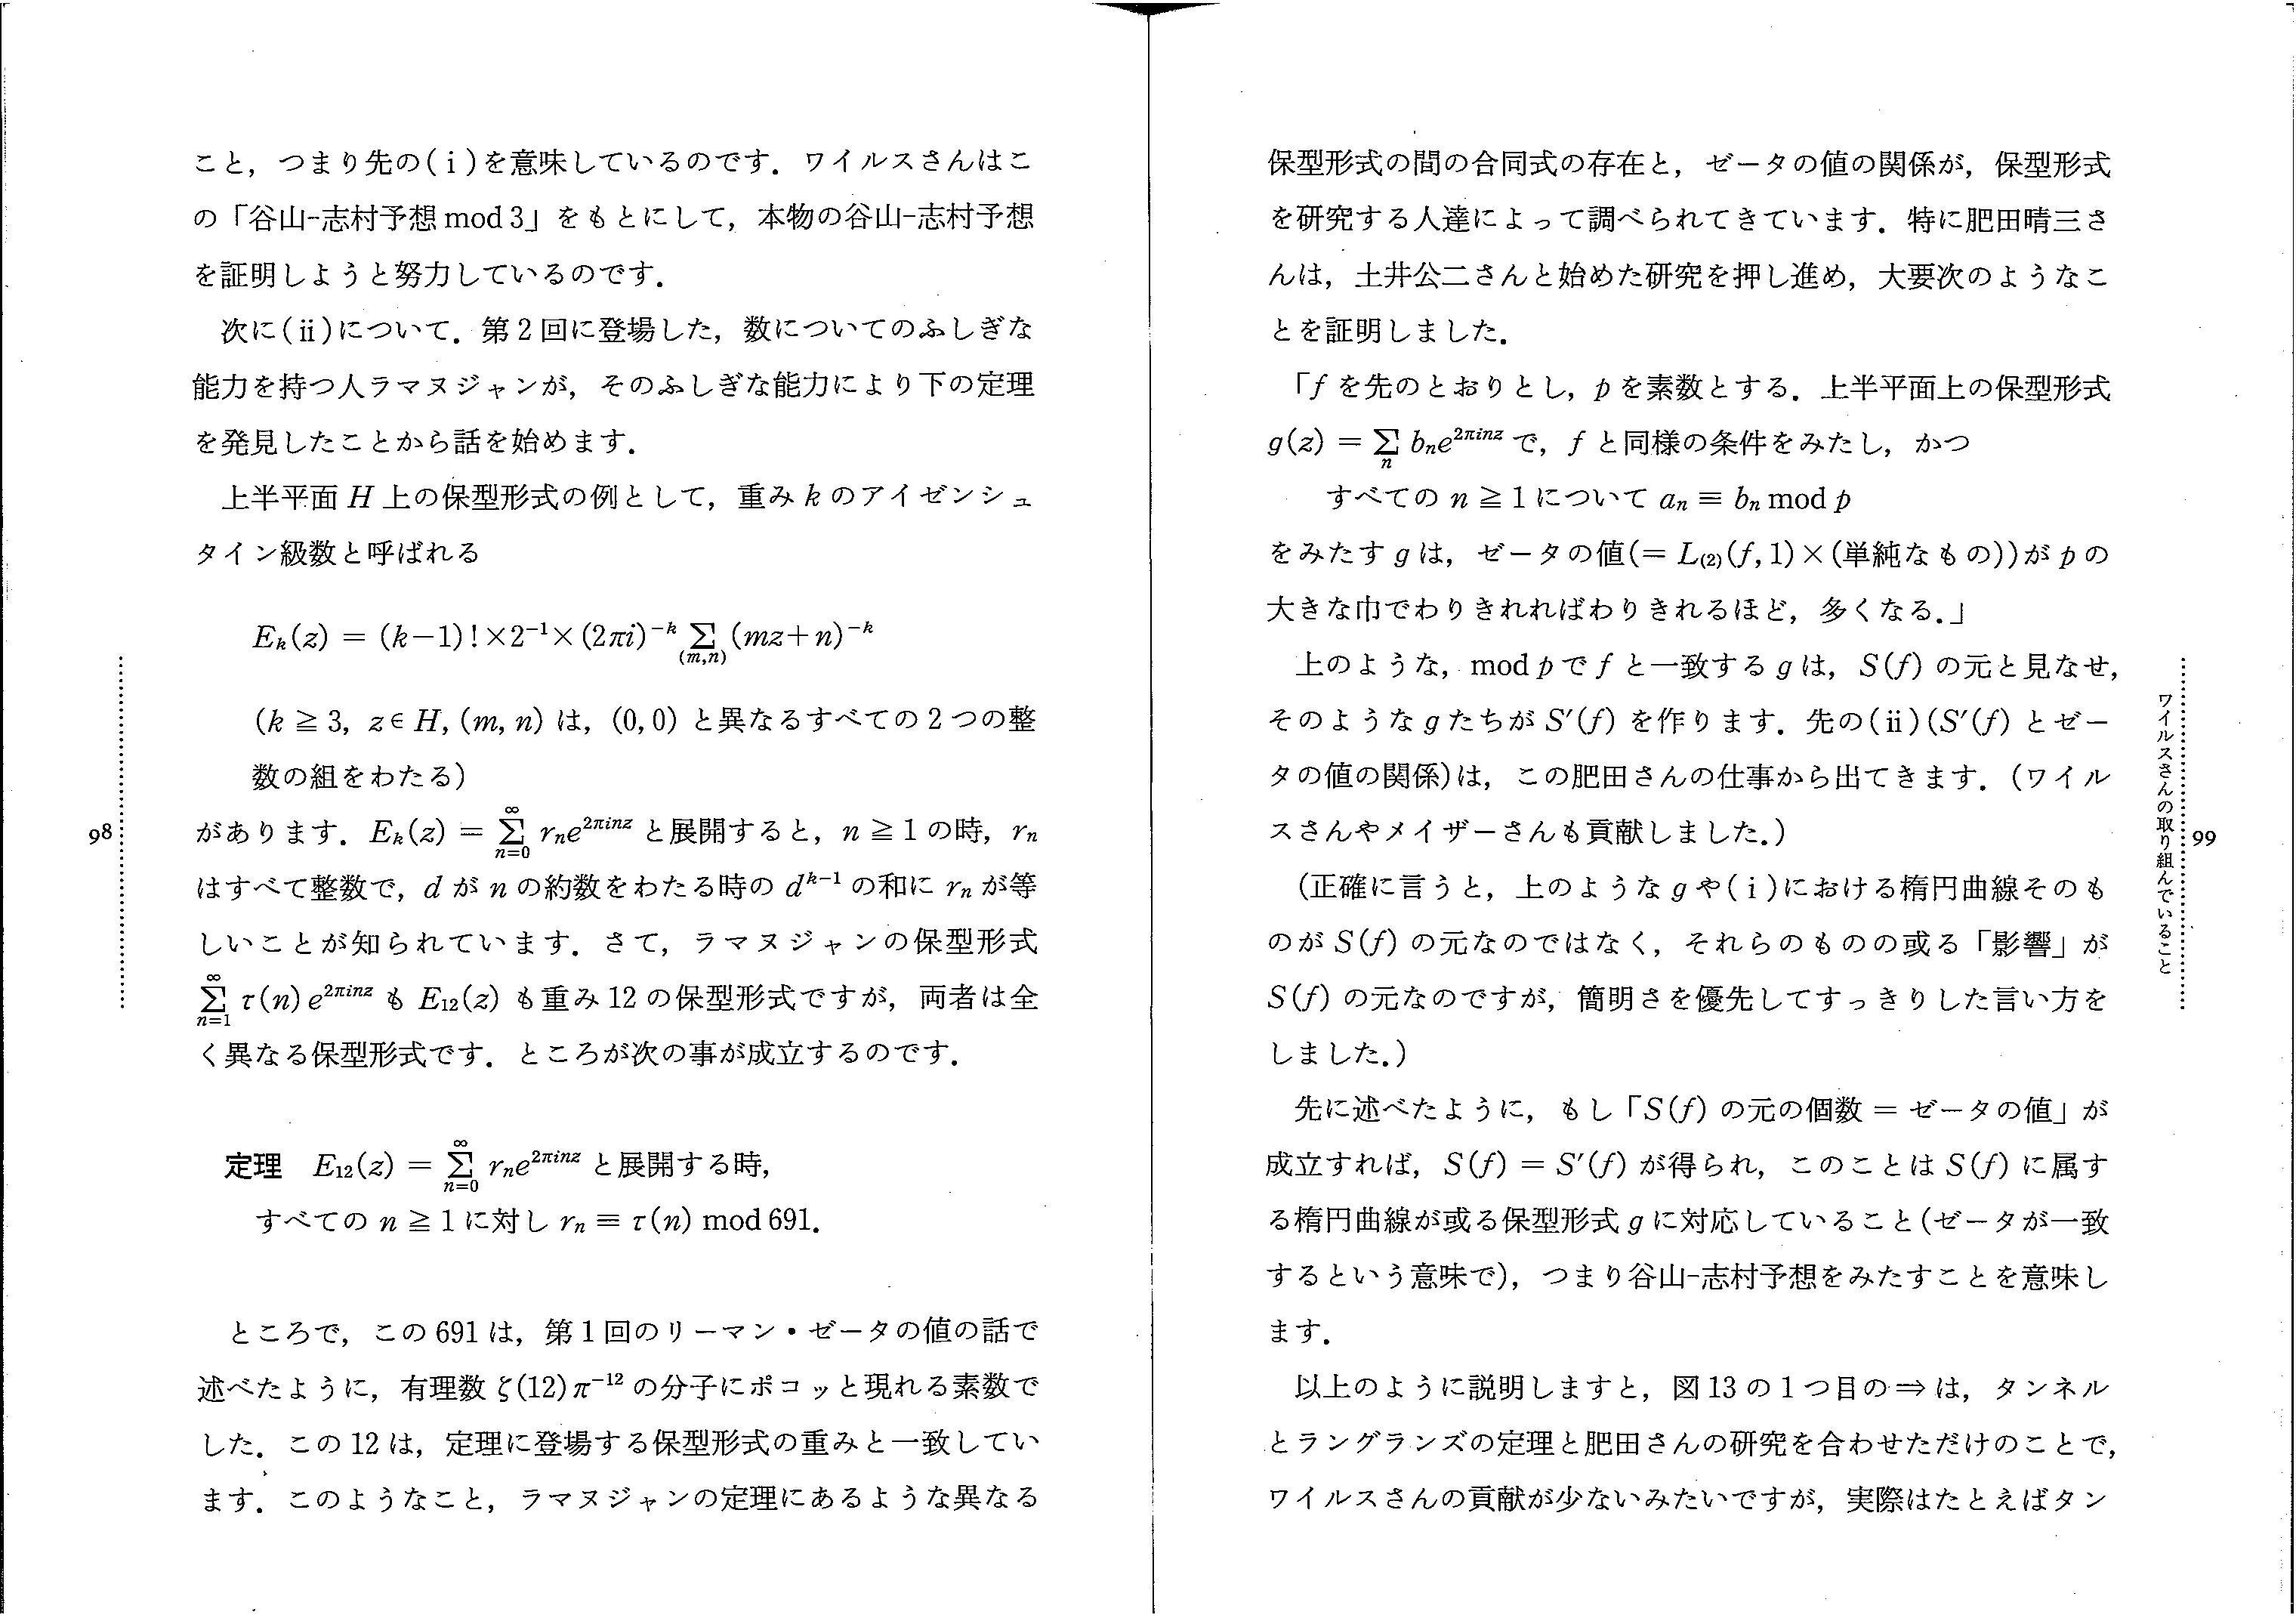 こと，つまり先の(ⅰ)を意味しているのです．ワイルスさんはこ
の「谷山-志村予想 mod 3」をもとにして，本物の谷山-志村予想
を証明しようと努力しているのです．
次に(ⅱ)について．第2回に登場した，数についてのふしぎな
能力を持つ人ラマヌジャンが，そのふしぎな能力により下の定理
を発見したことから話を始めます．
上半平面 H 上の保型形式の例として，重み k のアイゼンシュ
タイン級数と呼ばれる
E_k(z) = (k−1)!×2^{−1}×(2πi)^{−k} Σ_{(m,n)} (mz+n)^{−k}
(k ≧ 3, z∈H, (m, n) は，(0, 0) と異なるすべての2つの整
数の組をわたる)
があります．E_k(z) = Σ_{n=0}^{∞} r_n e^{2πinz} と展開すると，n ≧ 1 の時，r_n
はすべて整数で，d が n の約数をわたる時の d^{k−1} の和に r_n が等
しいことが知られています．さて，ラマヌジャンの保型形式
Σ_{n=1}^{∞} τ(n) e^{2πinz} も E_{12}(z) も重み 12 の保型形式ですが，両者は全
く異なる保型形式です．ところが次の事が成立するのです．
定理　E_{12}(z) = Σ_{n=0}^{∞} r_n e^{2πinz} と展開する時，
すべての n ≧ 1 に対し r_n ≡ τ(n) mod 691．
ところで，この 691 は，第1回のリーマン・ゼータの値の話で
述べたように，有理数 ζ(12)π^{−12} の分子にポコッと現れる素数で
した．この 12 は，定理に登場する保型形式の重みと一致してい
ます．このようなこと，ラマヌジャンの定理にあるような異なる
98
保型形式の間の合同式の存在と，ゼータの値の関係が，保型形式
を研究する人達によって調べられてきています．特に肥田晴三さ
んは，土井公二さんと始めた研究を押し進め，大要次のようなこ
とを証明しました．
「f を先のとおりとし，p を素数とする．上半平面上の保型形式
g(z) = Σ_n b_n e^{2πinz} で，f と同様の条件をみたし，かつ
すべての n ≧ 1 について a_n ≡ b_n mod p
をみたす g は，ゼータの値(= L_{(2)}(f, 1)×(単純なもの))が p の
大きな巾でわりきれればわりきれるほど，多くなる．」
上のような，mod p で f と一致する g は，S(f) の元と見なせ，
そのような g たちが S′(f) を作ります．先の(ⅱ)(S′(f) とゼー
タの値の関係)は，この肥田さんの仕事から出てきます．(ワイル
スさんやメイザーさんも貢献しました．)
(正確に言うと，上のような g や(ⅰ)における楕円曲線そのも
のが S(f) の元なのではなく，それらのものの或る「影響」が
S(f) の元なのですが，簡明さを優先してすっきりした言い方を
しました．)
先に述べたように，もし「S(f) の元の個数 = ゼータの値」が
成立すれば，S(f) = S′(f) が得られ，このことは S(f) に属す
る楕円曲線が或る保型形式 g に対応していること(ゼータが一致
するという意味で)，つまり谷山-志村予想をみたすことを意味し
ます．
以上のように説明しますと，図13の1つ目の⇒は，タンネル
とラングランズの定理と肥田さんの研究を合わせただけのことで，
ワイルスさんの貢献が少ないみたいですが，実際はたとえばタン
ワイルスさんの取り組んでいること
99